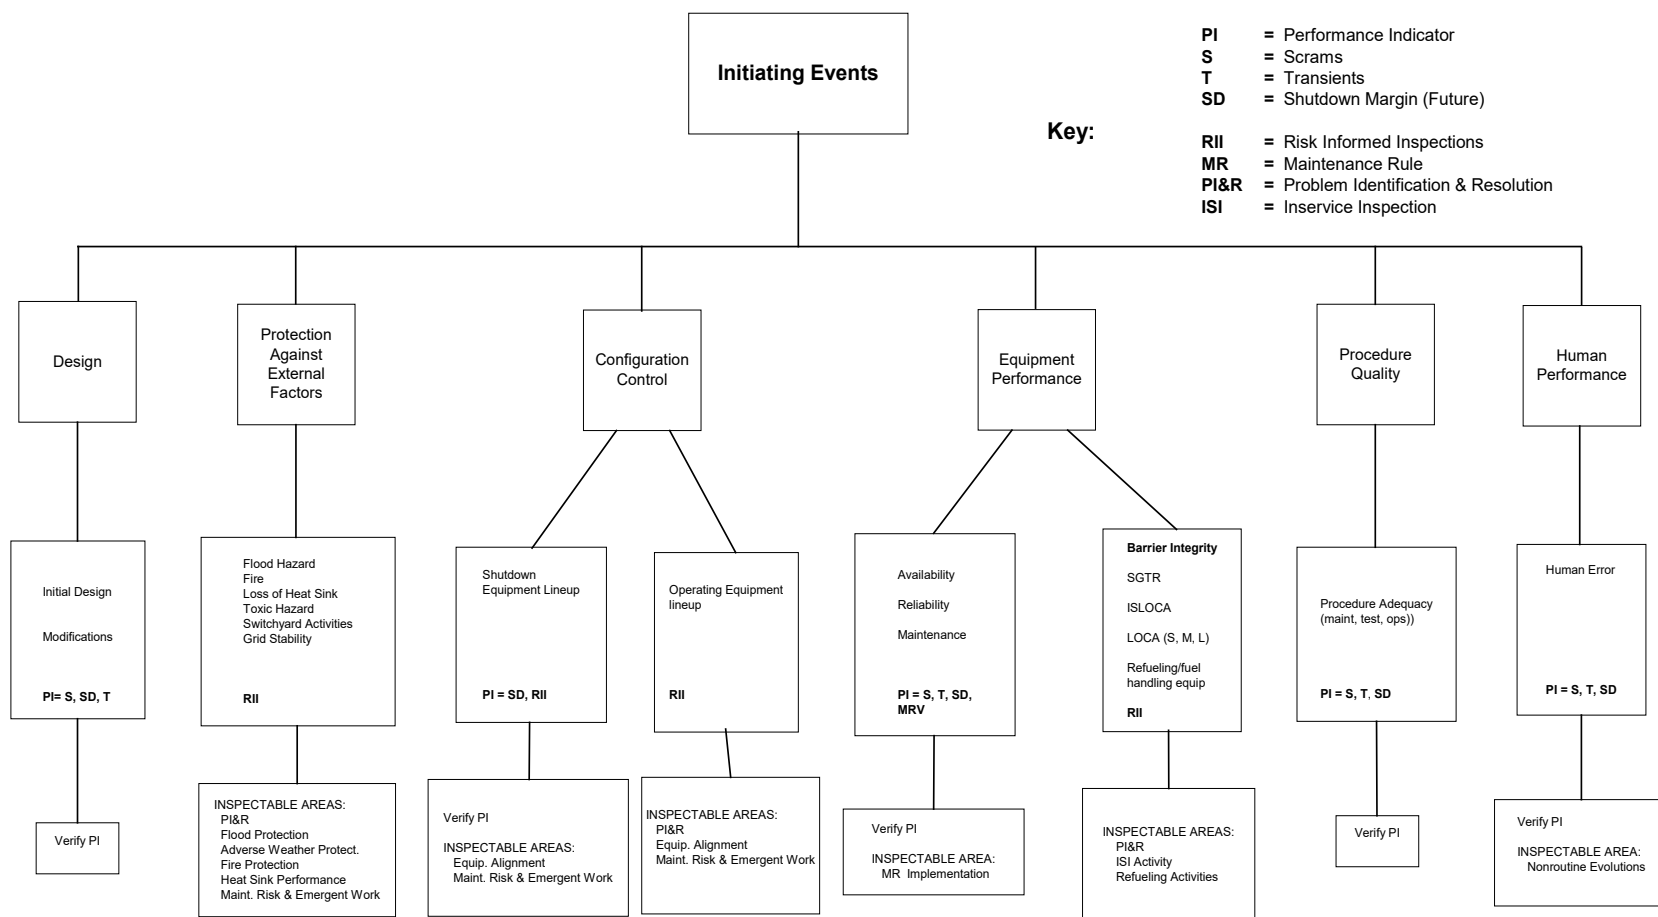 Initiating Events
Key:
PI = Performance Indicator
S = Scrams
T = Transients
SD = Shutdown Margin (Future)
RII = Risk Informed Inspections
MR = Maintenance Rule
PI&R = Problem Identification & Resolution
ISI = Inservice Inspection
Design
Protection
Against
External
Factors
Configuration
Control
Equipment
Performance
Procedure
Quality
Human
Performance
Initial Design
Modifications
PI= S, SD, T
Flood Hazard
Fire
Loss of Heat Sink
Toxic Hazard
Switchyard Activities
Grid Stability
RII
Shutdown
Equipment Lineup
PI = SD, RII
Operating Equipment
lineup
RII
Availability
Reliability
Maintenance
PI = S, T, SD,
MRV
Barrier Integrity
SGTR
ISLOCA
LOCA (S, M, L)
Refueling/fuel
handling equip
RII
Procedure Adequacy
(maint, test, ops))
PI = S, T, SD
Human Error
PI = S, T, SD
Verify PI
INSPECTABLE AREAS:
PI&R
Flood Protection
Adverse Weather Protect.
Fire Protection
Heat Sink Performance
Maint. Risk & Emergent Work
Verify PI
INSPECTABLE AREAS:
Equip. Alignment
Maint. Risk & Emergent Work
INSPECTABLE AREAS:
PI&R
Equip. Alignment
Maint. Risk & Emergent Work
Verify PI
INSPECTABLE AREA:
MR Implementation
INSPECTABLE AREAS:
PI&R
ISI Activity
Refueling Activities
Verify PI
Verify PI
INSPECTABLE AREA:
Nonroutine Evolutions